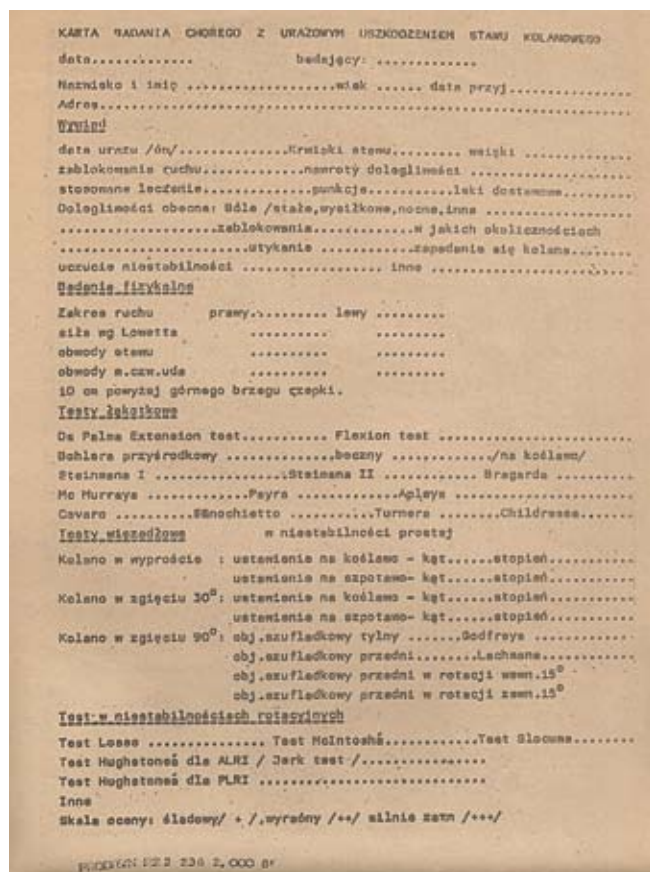 KARTA BADANIA CHOREGO Z URAZOWYM USZKODZENIEM STAWU KOLANOWEGO
data............. badający: .............
Nazwisko i imię ...................wiek ...... data przyj...............
Adres.....................................................................
Wywiad
data urazu /ón/..............Krwiaki stawu......... wysięki ..............
zablokowania ruchu...............nawroty dolegliwości .....................
stosowane leczenie..............punkcje...........leki dostawowe.........
Dolegliwości obecne: Bóle /stałe,wysiłkowe,nocne,inne ...................
....................zablokowania.............w jakich okolicznościach
........................utykanie ............zapadanie się kolana.......
uczucie niestabilności .................. inne ..........................
Badanie fizykalne
Zakres ruchu prawy.......... lewy .........
siła wg Lowetta .......... .........
obwody stawu .......... .........
obwody m.czw.uda .......... .........
10 cm powyżej górnego brzegu rzepki.
Testy łąkotkowe
De Palma Extension test........... Flexion test .........................
Bohlera przyśrodkowy ...............boczny ............/na koślawo/
Steinmana I .................Steimana II ........... Bragarda ..........
Mc Murraya .............Payra .............Apleya .......................
Cavaro ..........nochietto ...........Turnera ........Childressa.......
Testy więzadłowe w niestabilności prostej
Kolano w wyproście : ustawienie na koślawo - kąt......stopień...........
ustawienie na szpotawo- kąt......stopień...........
Kolano w zgięciu 30°: ustawienie na koślawo - kąt......stopień...........
ustawienie na szpotawo- kąt......stopień...........
Kolano w zgięciu 90°: obj.szufladkowy tylny .......Godfreya .............
obj.szufladkowy przedni........Lachmana............
obj.szufladkowy przedni w rotacji wewn.15°
obj.szufladkowy przedni w rotacji zewn.15°
Test w niestabilnościach rotacyjnych
Test Losee ............... Test McIntosha............Test Slocuma........
Test Hughstonea dla ALRI / Jerk test /................
Test Hughstonea dla PLRI .............................
Inne
Skala oceny: śladowy/ + /,wyraźny /++/ silnie zazn /+++/
236 2,000